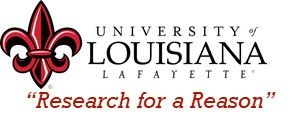 UNIVERSITY of
LOUISIANA
LAFAYETTE®
®
“Research for a Reason”